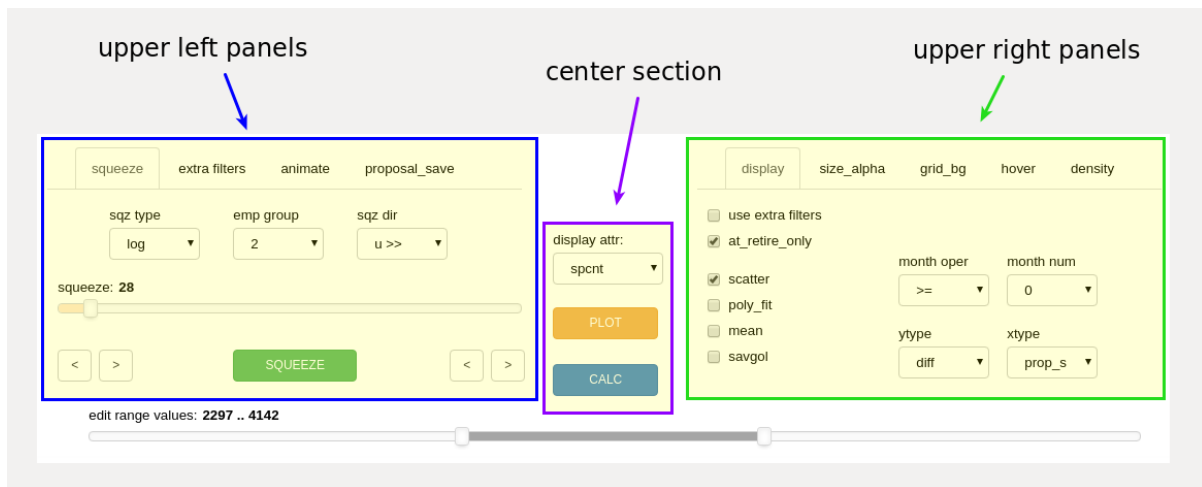 upper left panels
center section
upper right panels
squeeze extra filters animate proposal_save
sqz type emp group sqz dir
log 2 u >>
squeeze: 28
< > SQUEEZE < >
display attr:
spcnt
PLOT
CALC
display size_alpha grid_bg hover density
use extra filters
at_retire_only
scatter
poly_fit
mean
savgol
month oper month num
>= 0
ytype xtype
diff prop_s
edit range values: 2297 .. 4142